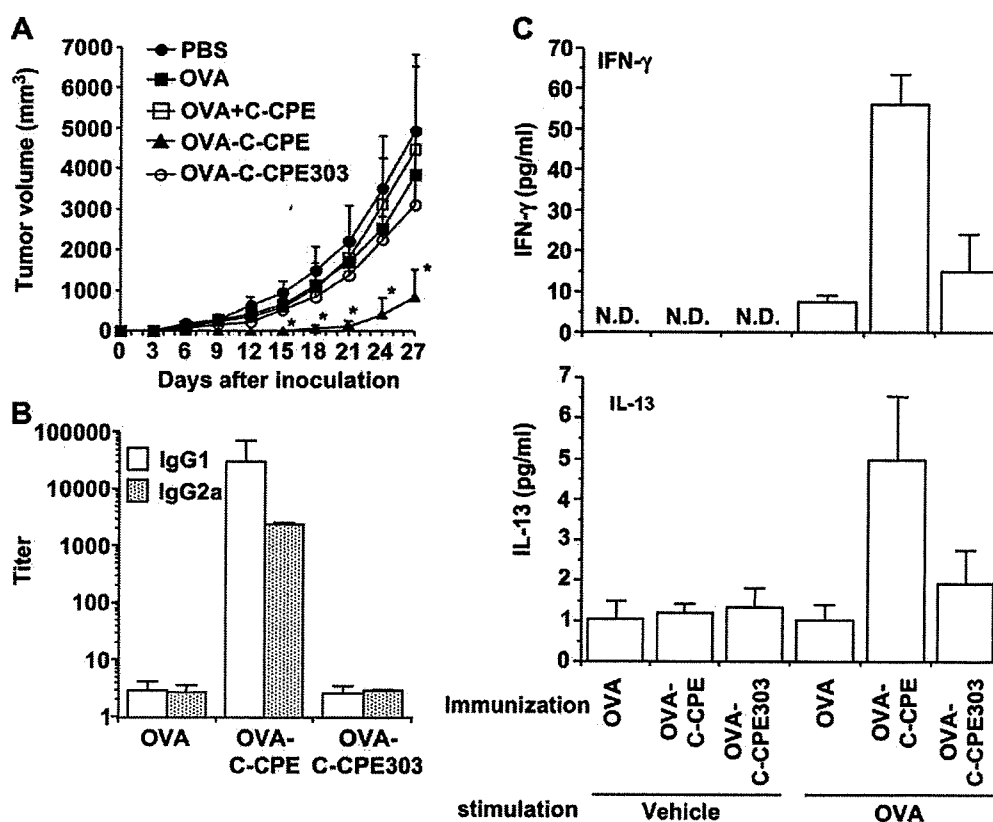 A
PBS
OVA
OVA+C-CPE
OVA-C-CPE
OVA-C-CPE303
Tumor volume (mm³)
7000
6000
5000
4000
3000
2000
1000
0
* * * * *
0 3 6 9 12 15 18 21 24 27
Days after inoculation
B
IgG1
IgG2a
Titer
100000
10000
1000
100
10
1
OVA
OVA-
C-CPE
OVA-
C-CPE303
C
IFN-γ
IFN-γ (pg/ml)
70
60
50
40
30
20
10
0
N.D. N.D. N.D.
IL-13
IL-13 (pg/ml)
7
6
5
4
3
2
1
0
Immunization
OVA
OVA-
C-CPE
OVA-
C-CPE303
OVA
OVA-
C-CPE
OVA-
C-CPE303
stimulation Vehicle OVA